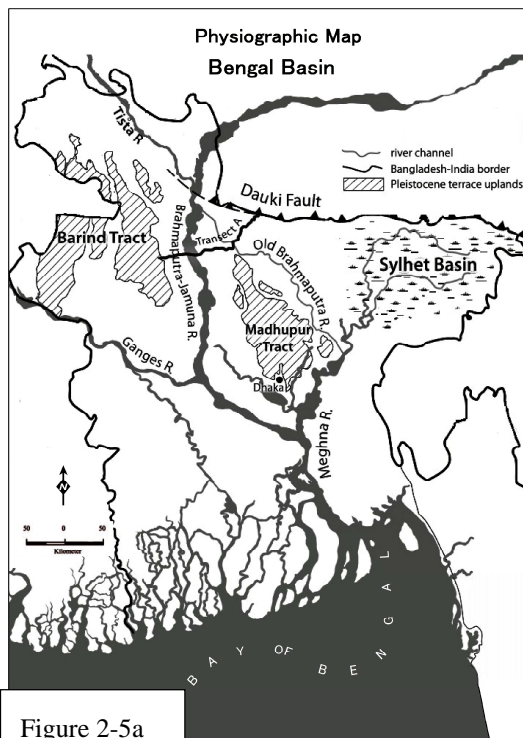 Physiographic Map
Bengal Basin
river channel
Bangladesh-India border
Pleistocene terrace uplands
Tista R
Dauki Fault
Barind Tract
Brahmaputra-Jamuna R.
Transect A
Old Brahmaputra R.
Sylhet Basin
Madhupur
Tract
Ganges R.
Dhaka
Meghna R.
N
50 0 50
Kilometer
BAY OF BENGAL
Figure 2-5a